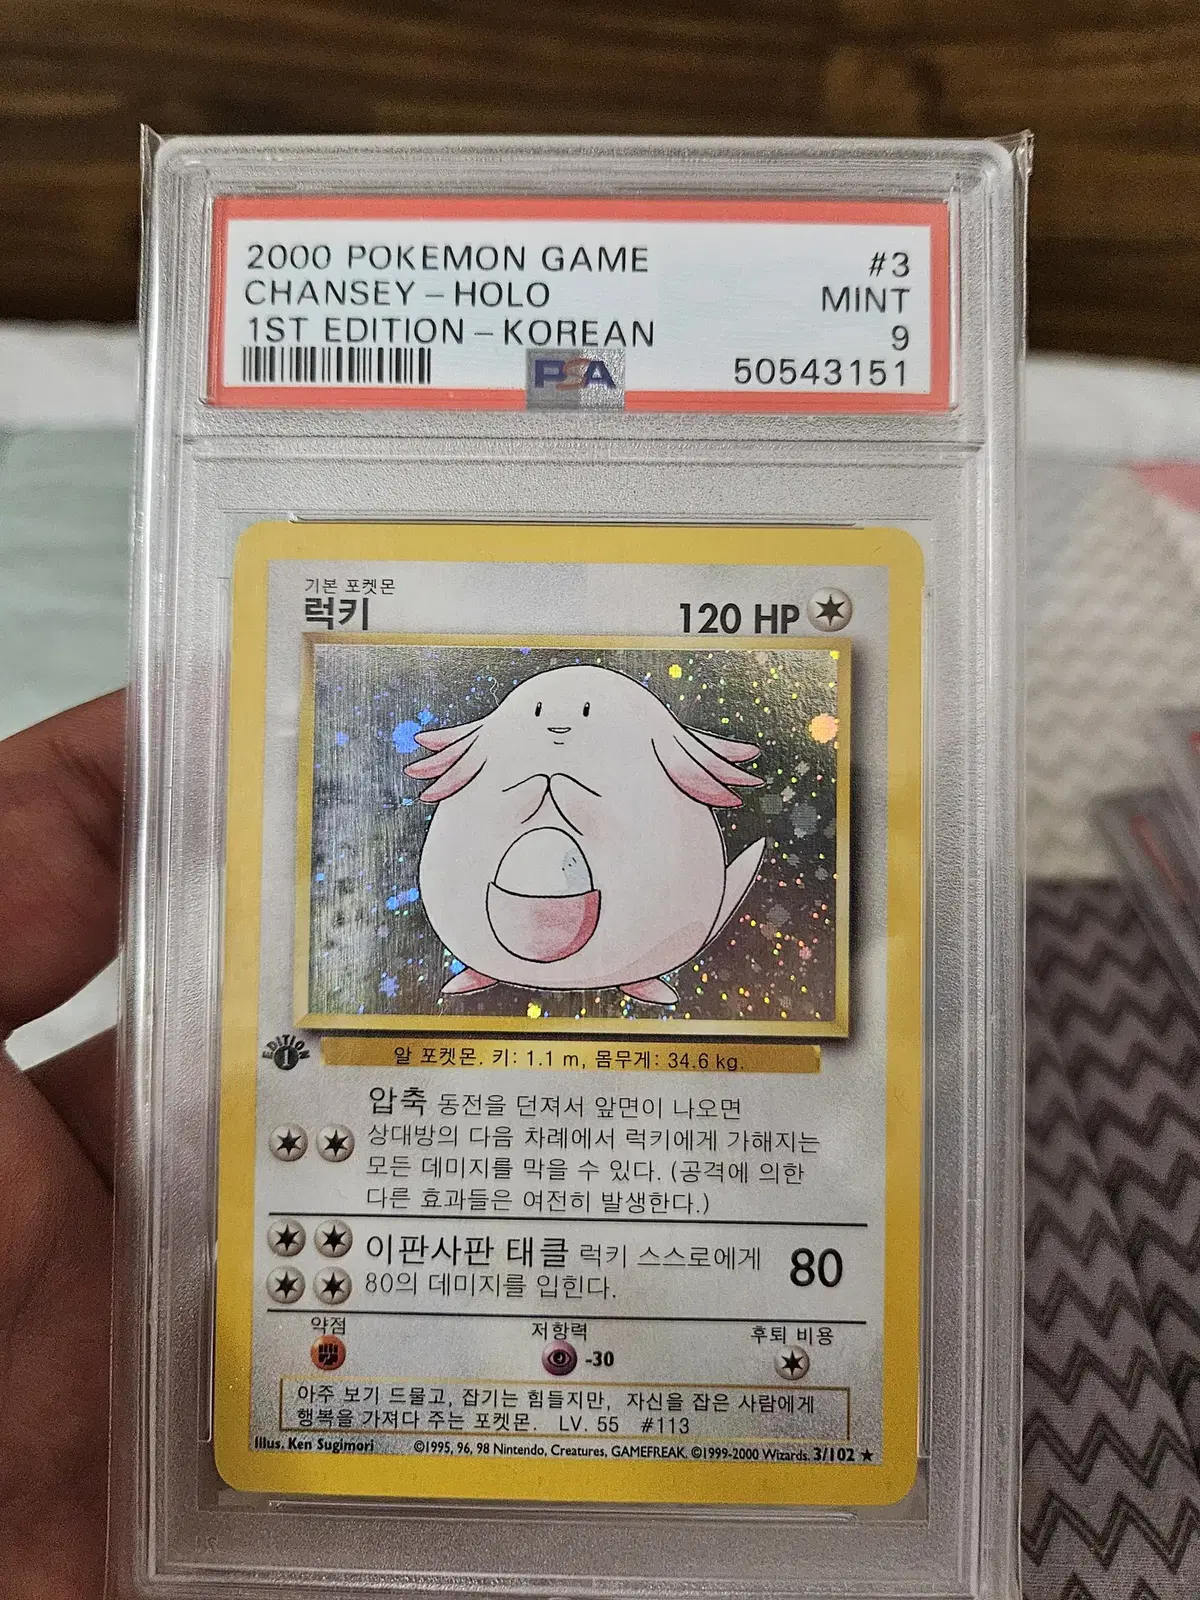 2000 POKEMON GAME #3
CHANSEY – HOLO MINT
1ST EDITION – KOREAN 9
PSA 50543151
기본 포켓몬
럭키 120 HP
EDITION 1
알 포켓몬. 키: 1.1 m, 몸무게: 34.6 kg.
압축 동전을 던져서 앞면이 나오면
상대방의 다음 차례에서 럭키에게 가해지는
모든 데미지를 막을 수 있다. (공격에 의한
다른 효과들은 여전히 발생한다.)
이판사판 태클 럭키 스스로에게 80
80의 데미지를 입힌다.
약점 저항력 후퇴 비용
-30
아주 보기 드물고, 잡기는 힘들지만, 자신을 잡은 사람에게
행복을 가져다 주는 포켓몬. LV. 55 #113
Illus. Ken Sugimori ©1995, 96, 98 Nintendo, Creatures, GAMEFREAK. ©1999-2000 Wizards. 3/102 ★